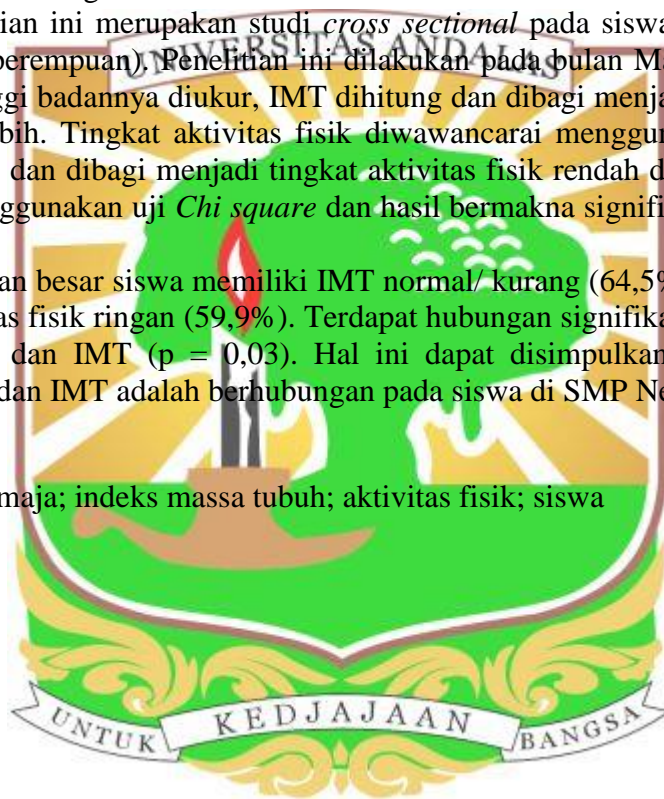 ian ini merupakan studi cross sectional pada siswa
UNIVERSITAS ANDALAS
perempuan). Penelitian ini dilakukan pada bulan Ma
ggi badannya diukur, IMT dihitung dan dibagi menja
bih. Tingkat aktivitas fisik diwawancarai menggun
dan dibagi menjadi tingkat aktivitas fisik rendah d
ggunakan uji Chi square dan hasil bermakna signifi
an besar siswa memiliki IMT normal/ kurang (64,5%
as fisik ringan (59,9%). Terdapat hubungan signifika
dan IMT (p = 0,03). Hal ini dapat disimpulkan
dan IMT adalah berhubungan pada siswa di SMP Ne
maja; indeks massa tubuh; aktivitas fisik; siswa
UNTUK KEDJAJAAN BANGSA